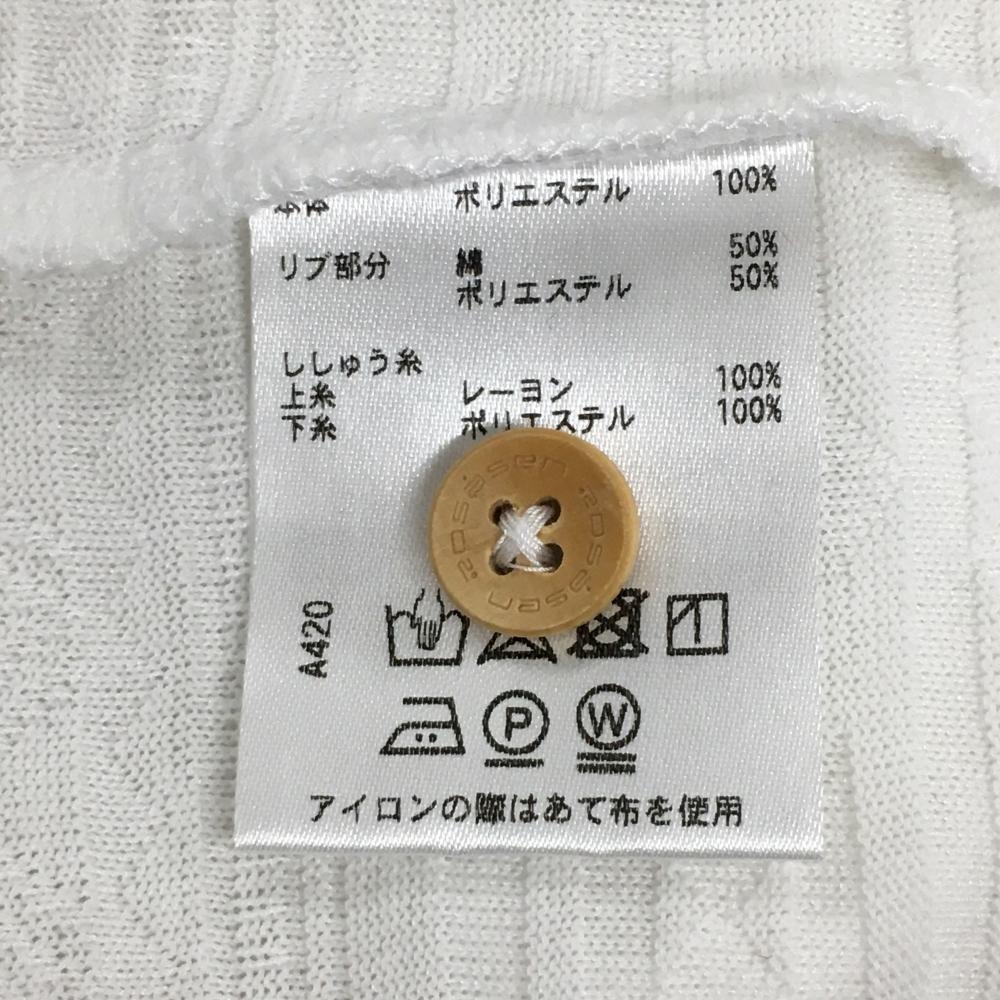 ポリエステル 100%
リブ部分 綿 50%
ポリエステル 50%
ししゅう糸
上糸 レーヨン 100%
下糸 ポリエステル 100%
rosasen rosasen
A420
P W
アイロンの際はあて布を使用